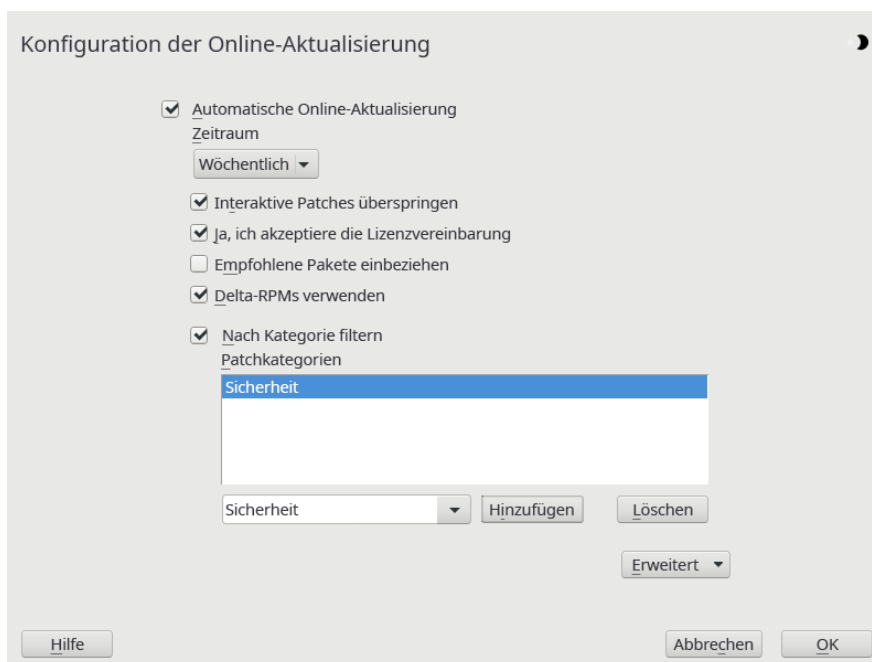 Konfiguration der Online-Aktualisierung
Automatische Online-Aktualisierung
Zeitraum
Wöchentlich
Interaktive Patches überspringen
Ja, ich akzeptiere die Lizenzvereinbarung
Empfohlene Pakete einbeziehen
Delta-RPMs verwenden
Nach Kategorie filtern
Patchkategorien
Sicherheit
Sicherheit Hinzufügen Löschen
Erweitert
Hilfe Abbrechen OK